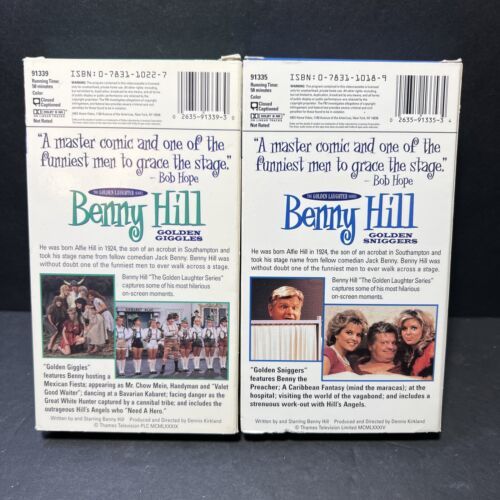 91339
ISBN: 0-7831-1022-7
Running Time:
58 minutes
Color
Closed
Captioned
Not Rated
0 2635-91339-3 0
"A master comic and one of the
funniest men to grace the stage."
- Bob Hope
THE GOLDEN LAUGHTER SERIES
Benny Hill
GOLDEN
GIGGLES
He was born Alfie Hill in 1924, the son of an acrobat in Southampton and
took his stage name from fellow comedian Jack Benny. Benny Hill was
without doubt one of the funniest men to ever walk across a stage.
Benny Hill "The Golden Laughter Series"
captures some of his most hilarious
on-screen moments.
"Golden Giggles"
features Benny hosting a
Mexican Fiesta; appearing as Mr. Chow Mein, Handyman and "Valet
Good Waiter"; dancing at a Bavarian Kabaret; facing danger as the
Great White Hunter captured by a cannibal tribe; and includes the
outrageous Hill's Angels who "Need A Hero."
Written by and Starring Benny Hill Produced and Directed by Dennis Kirkland
© Thames Television PLC MCMLXXXIV
91335
ISBN: 0-7831-1018-9
Running Time:
58 minutes
Color
Closed
Captioned
Not Rated
0 2635-91335-3 4
"A master comic and one of the
funniest men to grace the stage."
- Bob Hope
THE GOLDEN LAUGHTER SERIES
Benny Hill
GOLDEN
SNIGGERS
He was born Alfie Hill in 1924, the son of an acrobat in Southampton and
took his stage name from fellow comedian Jack Benny. Benny Hill was
without doubt one of the funniest men to ever walk across a stage.
Benny Hill "The Golden Laughter Series"
captures some of his most hilarious
on-screen moments.
"Golden Sniggers"
features Benny the
Preacher; A Caribbean Fantasy (mind the maracas); at the
hospital; visiting the world of the vagabond; and includes a
strenuous work-out with Hill's Angels.
Written by and Starring Benny Hill Produced and Directed by Dennis Kirkland
© Thames Television Limited MCMLXXXIV